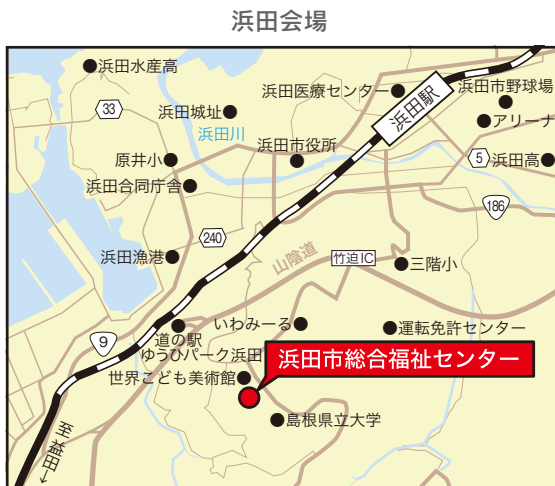 浜田会場
浜田水産高
33
浜田城址
浜田川
浜田医療センター
浜田駅
浜田市野球場
アリーナ
原井小
浜田市役所
5
浜田高
浜田合同庁舎
186
240
浜田漁港
山陰道
竹迫IC
三階小
9
道の駅
ゆうひパーク浜田
いわみーる
運転免許センター
浜田市総合福祉センター
世界こども美術館
島根県立大学
至益田→